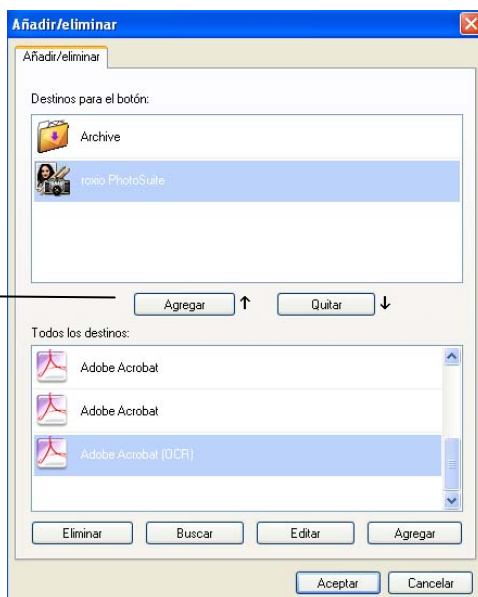 Añadir/eliminar
Añadir/eliminar
Destinos para el botón:
Archive
roxio PhotoSuite
Agregar ↑ Quitar ↓
Todos los destinos:
Adobe Acrobat
Adobe Acrobat
Adobe Acrobat (OCR)
Eliminar Buscar Editar Agregar
Aceptar Cancelar